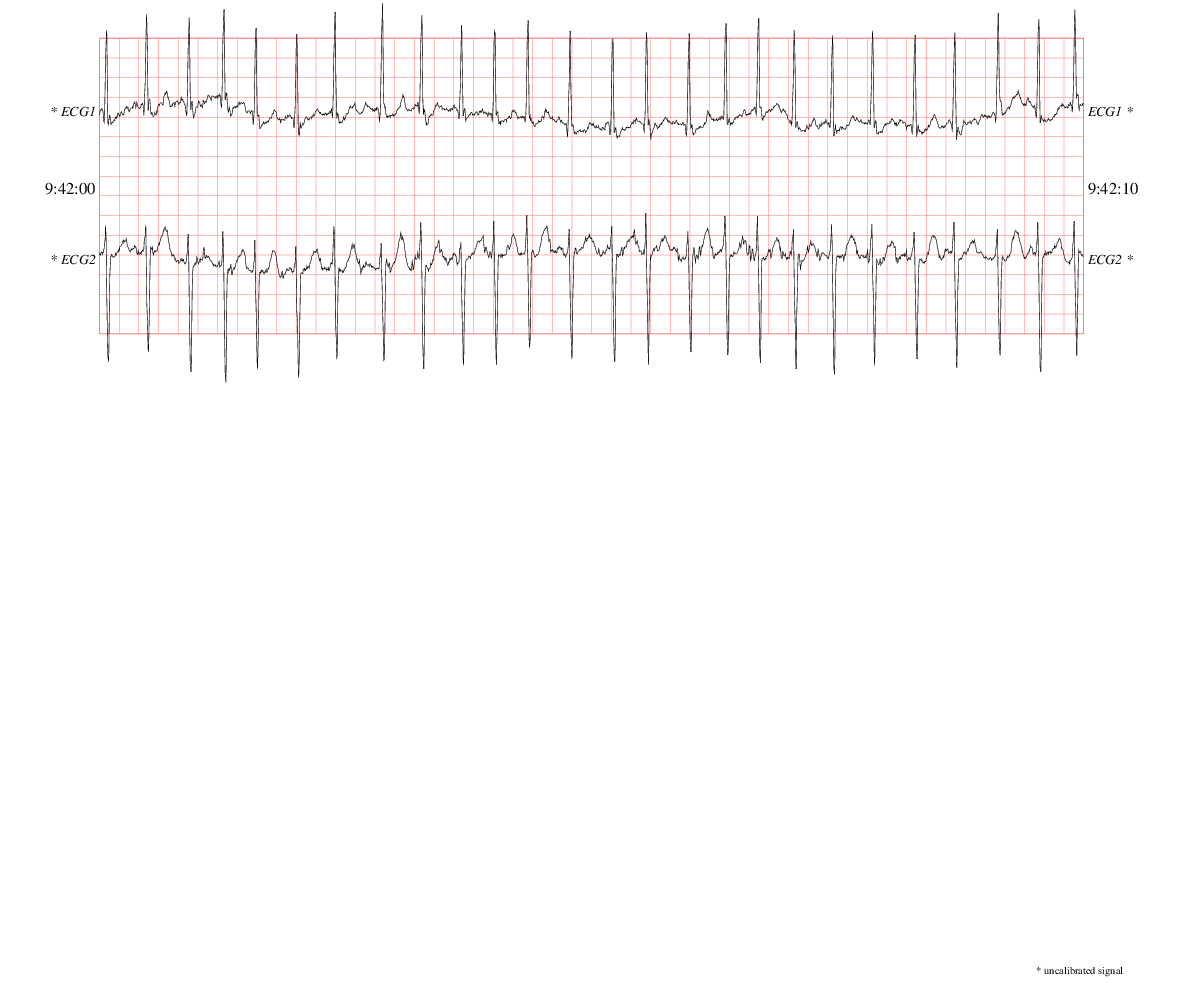 * ECG1
ECG1 *
9:42:00
9:42:10
* ECG2
ECG2 *
* uncalibrated signal